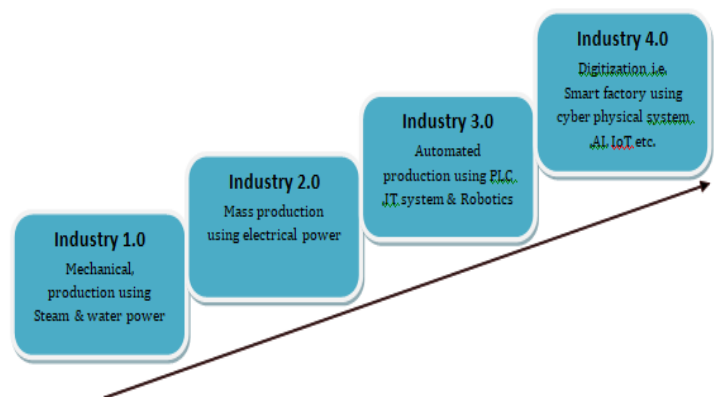 Industry 1.0
Mechanical,
production using
Steam & water power
Industry 2.0
Mass production
using electrical power
Industry 3.0
Automated
production using PLC
,IT system & Robotics
Industry 4.0
Digitization i.e.
Smart factory using
cyber physical system
,AI, IoT etc.